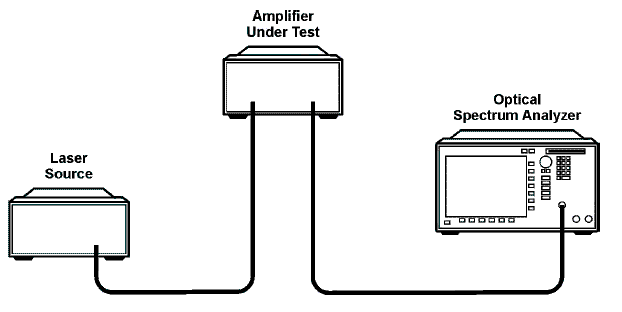 Amplifier
Under Test
Optical
Spectrum Analyzer
Laser
Source